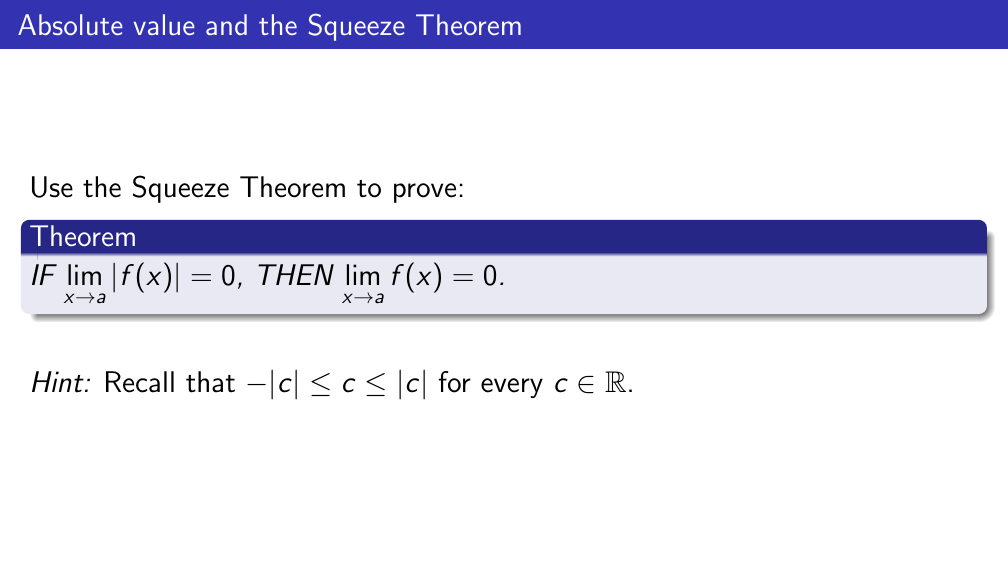 Absolute value and the Squeeze Theorem
Use the Squeeze Theorem to prove:
Theorem
IF lim_{x→a} |f(x)| = 0, THEN lim_{x→a} f(x) = 0.
Hint: Recall that −|c| ≤ c ≤ |c| for every c ∈ ℝ.